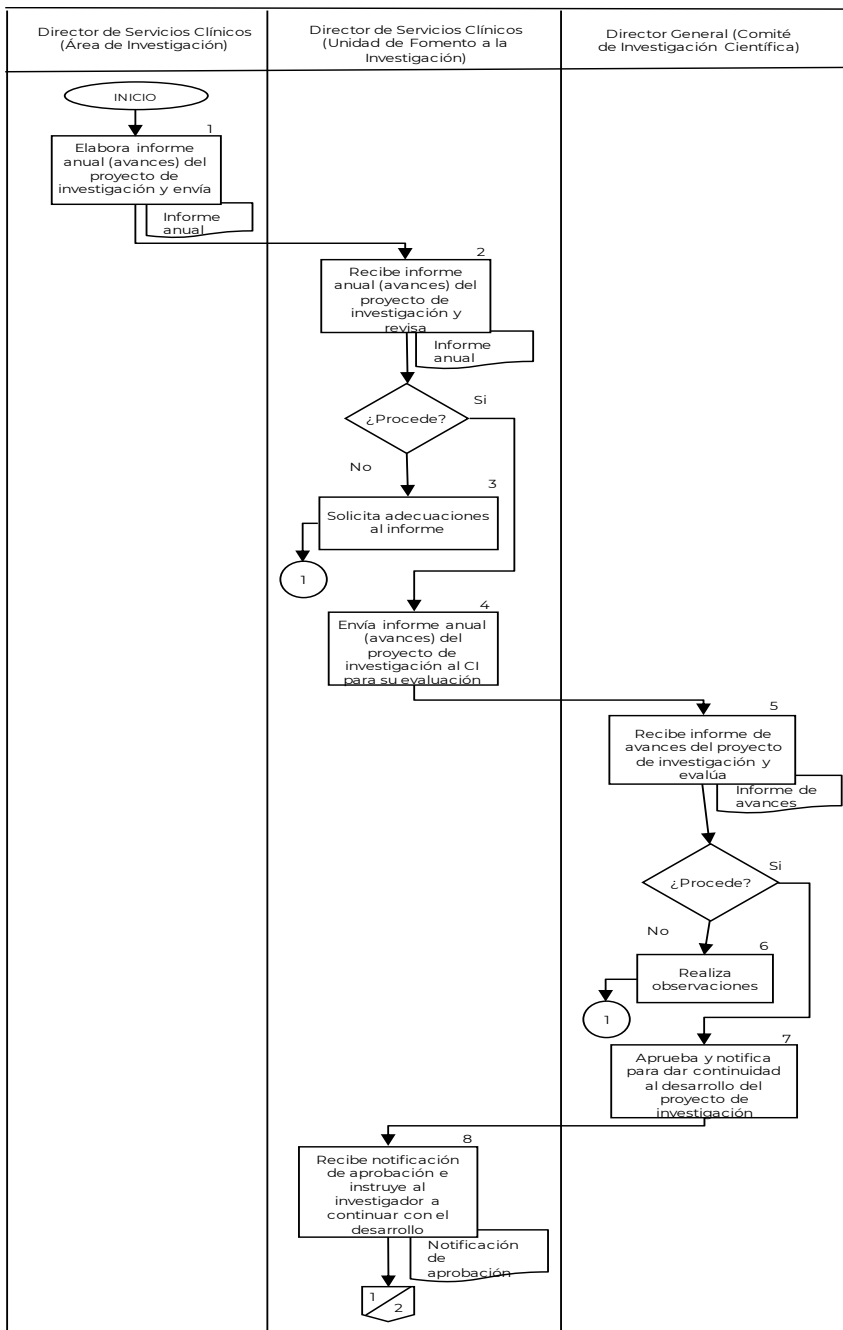 Director de Servicios Clínicos
(Área de Investigación)
Director de Servicios Clínicos
(Unidad de Fomento a la
Investigación)
Director General (Comité
de Investigación Científica)
INICIO
1
Elabora informe
anual (avances) del
proyecto de
investigación y envía
Informe
anual
2
Recibe informe
anual (avances) del
proyecto de
investigación y
revisa
Informe
anual
¿Procede?
Si
No
3
Solicita adecuaciones
al informe
1
4
Envía informe anual
(avances) del
proyecto de
investigación al CI
para su evaluación
5
Recibe informe de
avances del proyecto
de investigación y
evalúa
Informe de
avances
¿Procede?
Si
No
6
Realiza
observaciones
1
7
Aprueba y notifica
para dar continuidad
al desarrollo del
proyecto de
investigación
8
Recibe notificación
de aprobación e
instruye al
investigador a
continuar con el
desarrollo
Notificación
de
aprobación
1
2